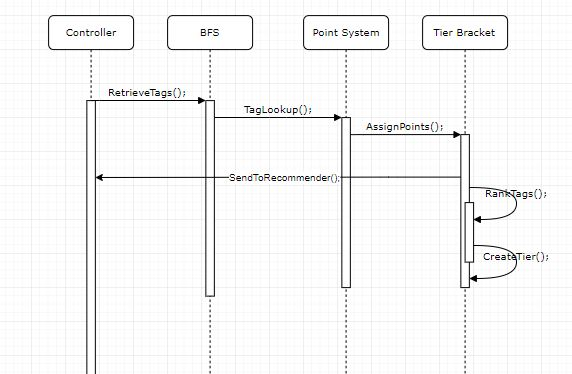 Controller
BFS
Point System
Tier Bracket
RetrieveTags();
TagLookup();
AssignPoints();
SendToRecommender();
RankTags();
CreateTier();